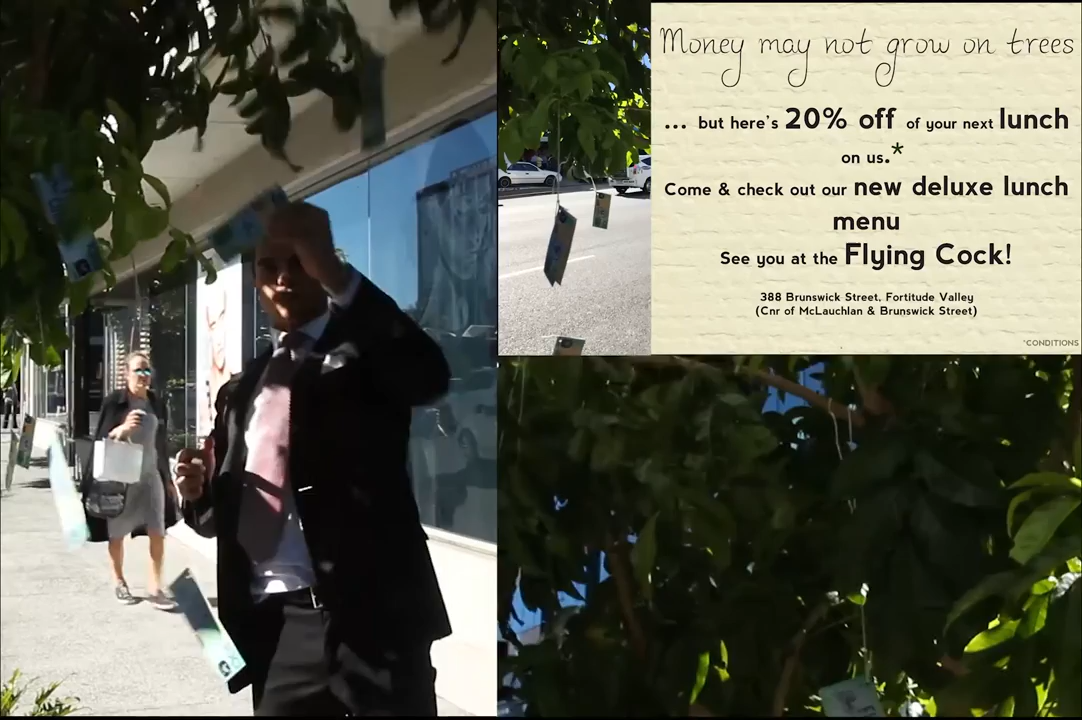 Money may not grow on trees
... but here's 20% off of your next lunch
on us.*
Come & check out our new deluxe lunch
menu
See you at the Flying Cock!
388 Brunswick Street, Fortitude Valley
(Cnr of McLauchlan & Brunswick Street)
*CONDITIONS